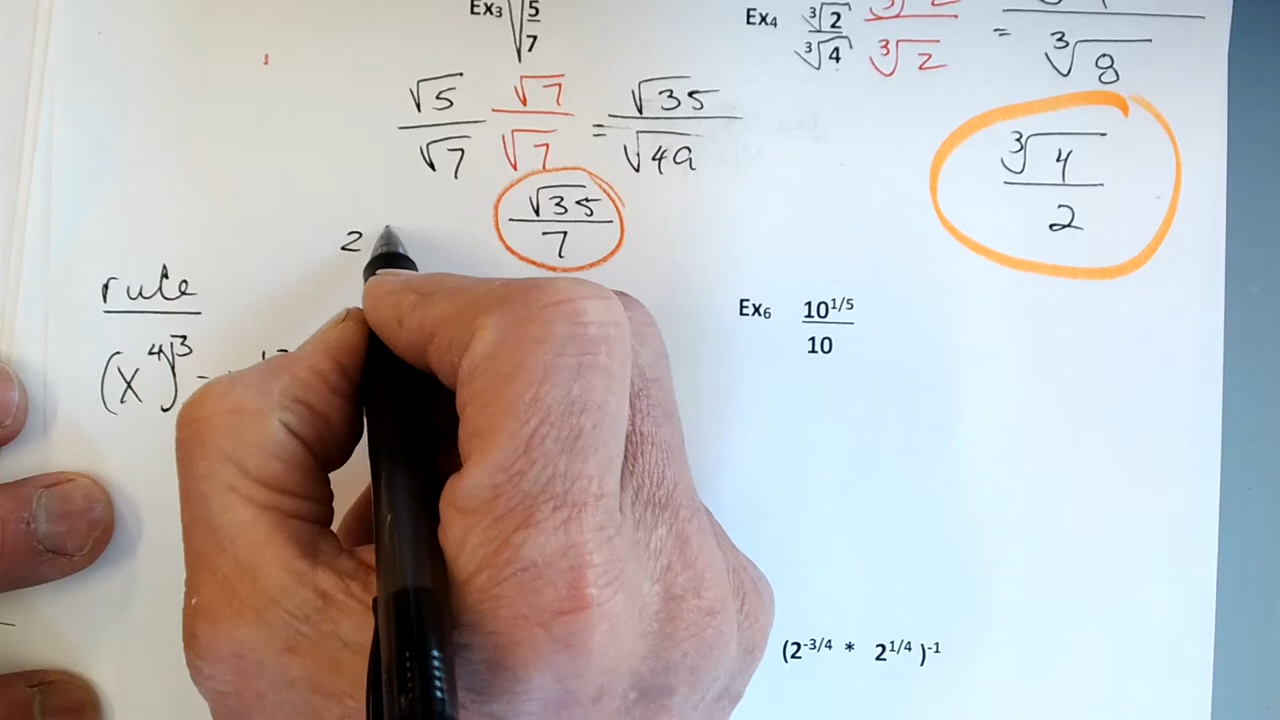 Ex3 √5/7
Ex4 ∛2/∛4 ∛2 = /∛8
√5/√7 √7/√7 = √35/√49
√35/7
∛4/2
2
rule
(x^4)^3 =
Ex6 10^1/5 / 10
(2^-3/4 * 2^1/4 )^-1